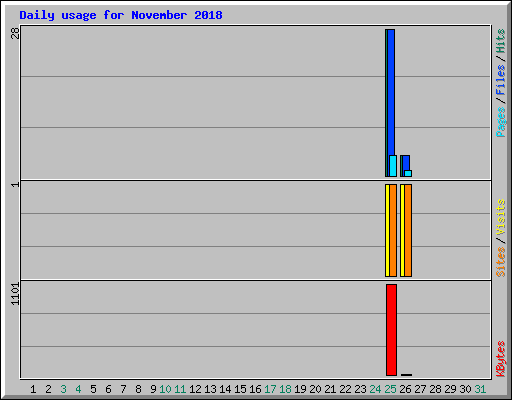 Daily usage for November 2018
28
1
1101
Pages / Files / Hits
Sites / Visits
KBytes
1 2 3 4 5 6 7 8 9 10 11 12 13 14 15 16 17 18 19 20 21 22 23 24 25 26 27 28 29 30 31